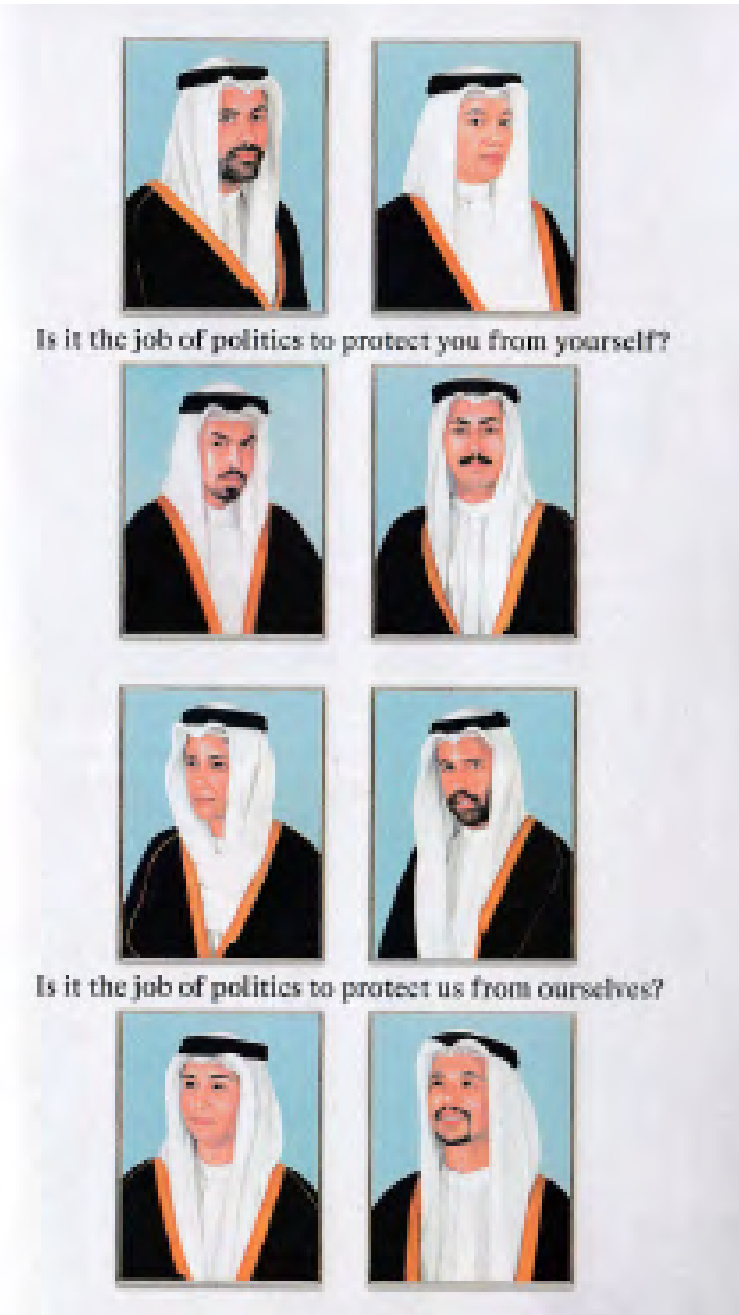 Is it the job of politics to protect you from yourself?
Is it the job of politics to protect us from ourselves?